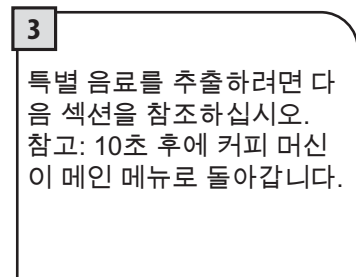 3
특별 음료를 추출하려면 다
음 섹션을 참조하십시오.
참고: 10초 후에 커피 머신
이 메인 메뉴로 돌아갑니다.